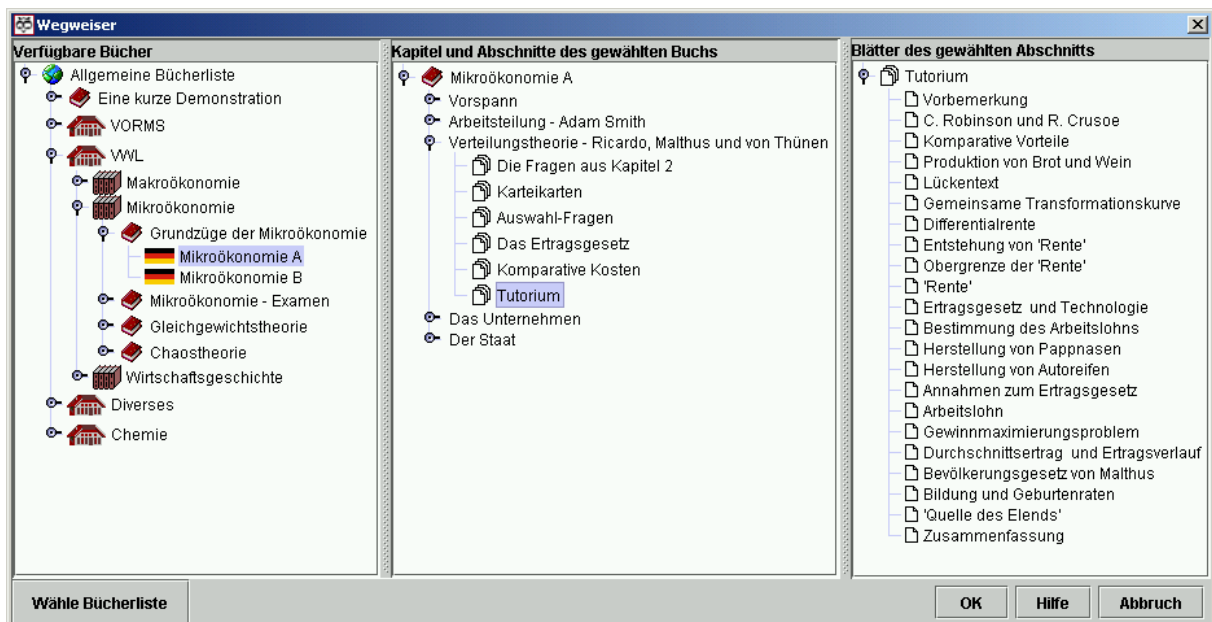 Wegweiser
Verfügbare Bücher
Allgemeine Bücherliste
Eine kurze Demonstration
VORMS
VWL
Makroökonomie
Mikroökonomie
Grundzüge der Mikroökonomie
Mikroökonomie A
Mikroökonomie B
Mikroökonomie - Examen
Gleichgewichtstheorie
Chaostheorie
Wirtschaftsgeschichte
Diverses
Chemie
Kapitel und Abschnitte des gewählten Buchs
Mikroökonomie A
Vorspann
Arbeitsteilung - Adam Smith
Verteilungstheorie - Ricardo, Malthus und von Thünen
Die Fragen aus Kapitel 2
Karteikarten
Auswahl-Fragen
Das Ertragsgesetz
Komparative Kosten
Tutorium
Das Unternehmen
Der Staat
Blätter des gewählten Abschnitts
Tutorium
Vorbemerkung
C. Robinson und R. Crusoe
Komparative Vorteile
Produktion von Brot und Wein
Lückentext
Gemeinsame Transformationskurve
Differentialrente
Entstehung von 'Rente'
Obergrenze der 'Rente'
'Rente'
Ertragsgesetz und Technologie
Bestimmung des Arbeitslohns
Herstellung von Pappnasen
Herstellung von Autoreifen
Annahmen zum Ertragsgesetz
Arbeitslohn
Gewinnmaximierungsproblem
Durchschnittsertrag und Ertragsverlauf
Bevölkerungsgesetz von Malthus
Bildung und Geburtenraten
'Quelle des Elends'
Zusammenfassung
Wähle Bücherliste
OK
Hilfe
Abbruch